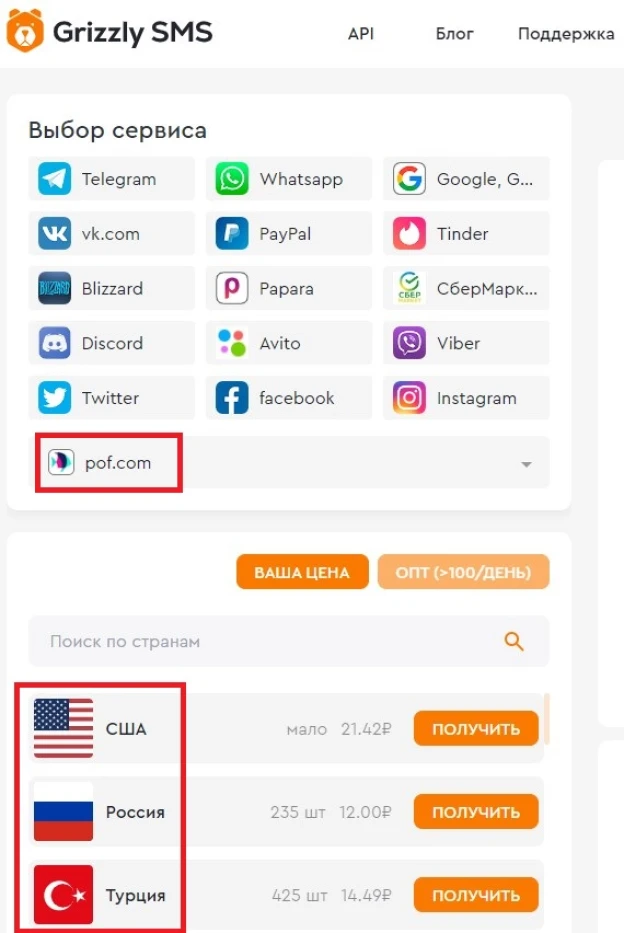 Grizzly SMS API Блог Поддержка
Выбор сервиса
Telegram Whatsapp Google, G...
vk.com PayPal Tinder
Blizzard Papara СберМарк...
Discord Avito Viber
Twitter facebook Instagram
pof.com
ВАША ЦЕНА ОПТ (>100/ДЕНЬ)
Поиск по странам
США мало 21.42₽ ПОЛУЧИТЬ
Россия 235 шт 12.00₽ ПОЛУЧИТЬ
Турция 425 шт 14.49₽ ПОЛУЧИТЬ